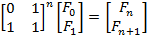 [0 1
1 1]^n [F_0
F_1] = [F_n
F_{n+1}]